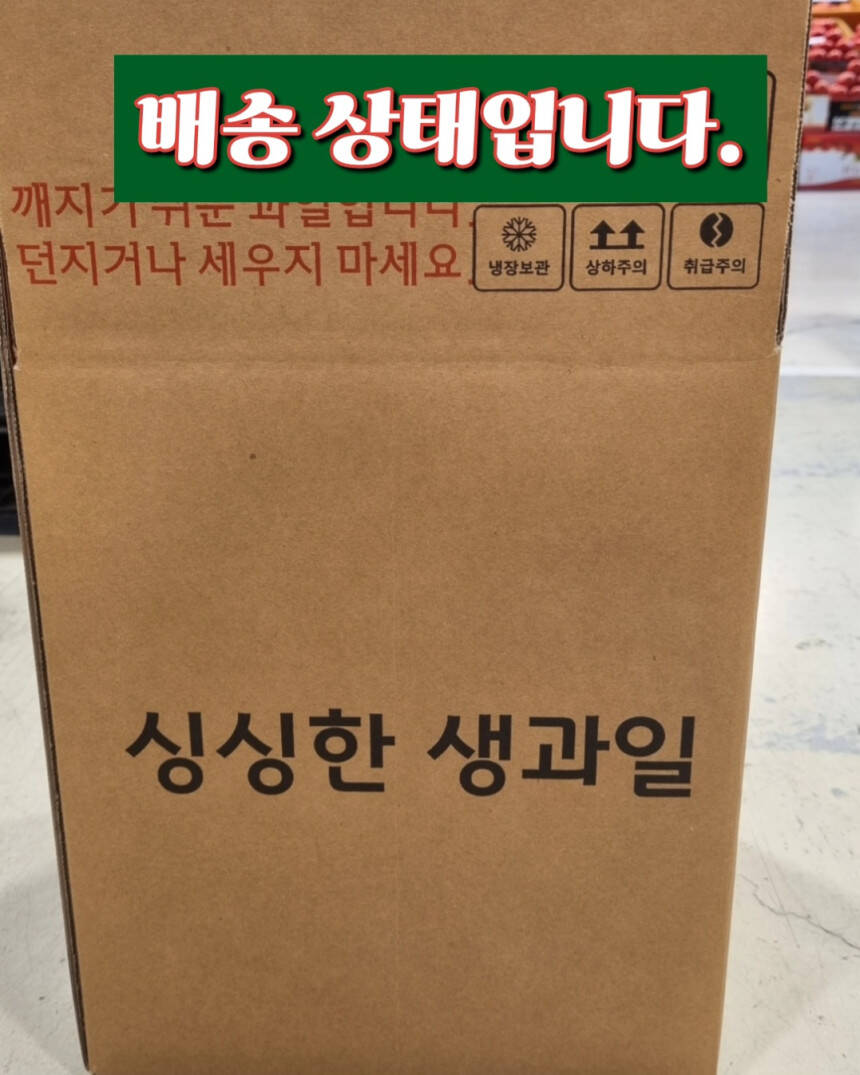 배송 상태입니다.
깨지기 쉬운 과일입니다.
던지거나 세우지 마세요.
냉장보관
상하주의
취급주의
싱싱한 생과일